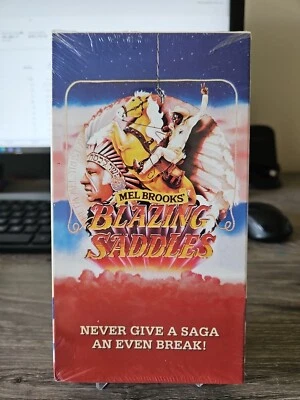 MEL BROOKS'
BLAZING
SADDLES
NEVER GIVE A SAGA
AN EVEN BREAK!